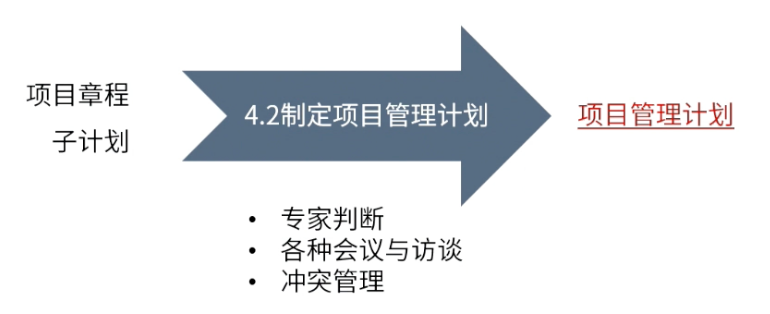 项目章程
子计划
4.2制定项目管理计划
项目管理计划
• 专家判断
• 各种会议与访谈
• 冲突管理